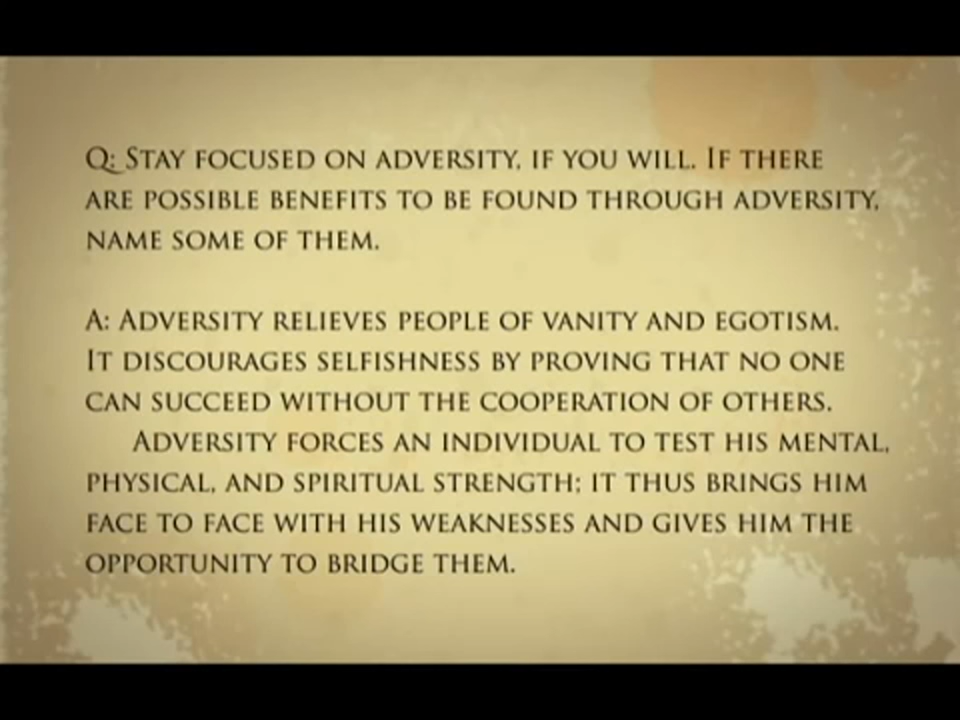 Q: STAY FOCUSED ON ADVERSITY, IF YOU WILL. IF THERE
ARE POSSIBLE BENEFITS TO BE FOUND THROUGH ADVERSITY,
NAME SOME OF THEM.
A: ADVERSITY RELIEVES PEOPLE OF VANITY AND EGOTISM.
IT DISCOURAGES SELFISHNESS BY PROVING THAT NO ONE
CAN SUCCEED WITHOUT THE COOPERATION OF OTHERS.
ADVERSITY FORCES AN INDIVIDUAL TO TEST HIS MENTAL,
PHYSICAL, AND SPIRITUAL STRENGTH; IT THUS BRINGS HIM
FACE TO FACE WITH HIS WEAKNESSES AND GIVES HIM THE
OPPORTUNITY TO BRIDGE THEM.